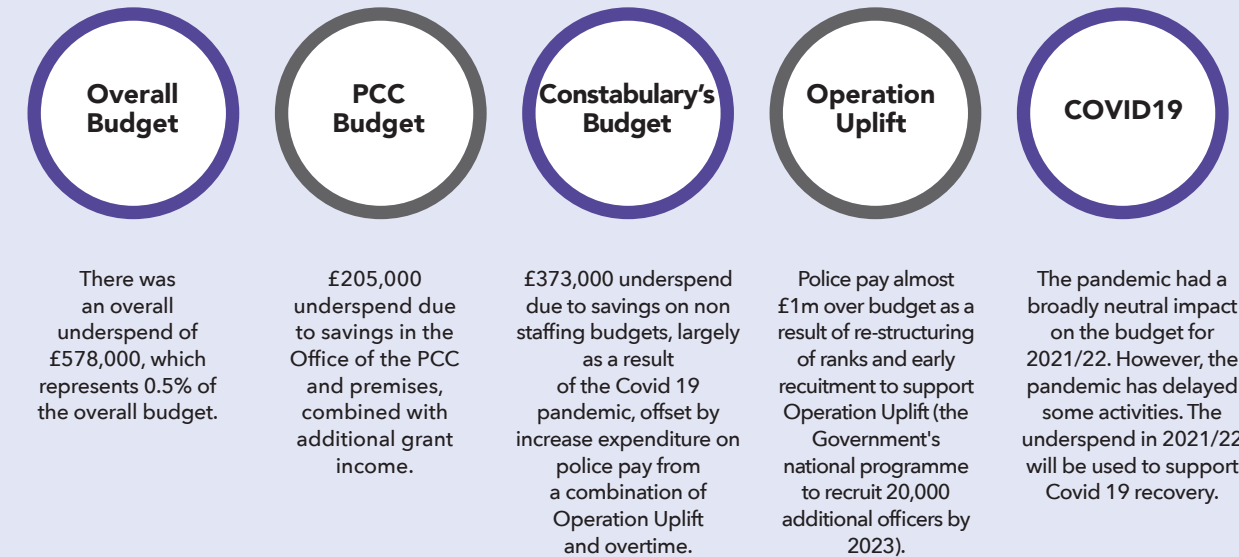 Overall
Budget
PCC
Budget
Constabulary's
Budget
Operation
Uplift
COVID19
There was
an overall
underspend of
£578,000, which
represents 0.5% of
the overall budget.
£205,000
underspend due
to savings in the
Office of the PCC
and premises,
combined with
additional grant
income.
£373,000 underspend
due to savings on non
staffing budgets, largely
as a result
of the Covid 19
pandemic, offset by
increase expenditure on
police pay from
a combination of
Operation Uplift
and overtime.
Police pay almost
£1m over budget as a
result of re-structuring
of ranks and early
recuitment to support
Operation Uplift (the
Government's
national programme
to recruit 20,000
additional officers by
2023).
The pandemic had a
broadly neutral impact
on the budget for
2021/22. However, the
pandemic has delayed
some activities. The
underspend in 2021/22
will be used to support
Covid 19 recovery.